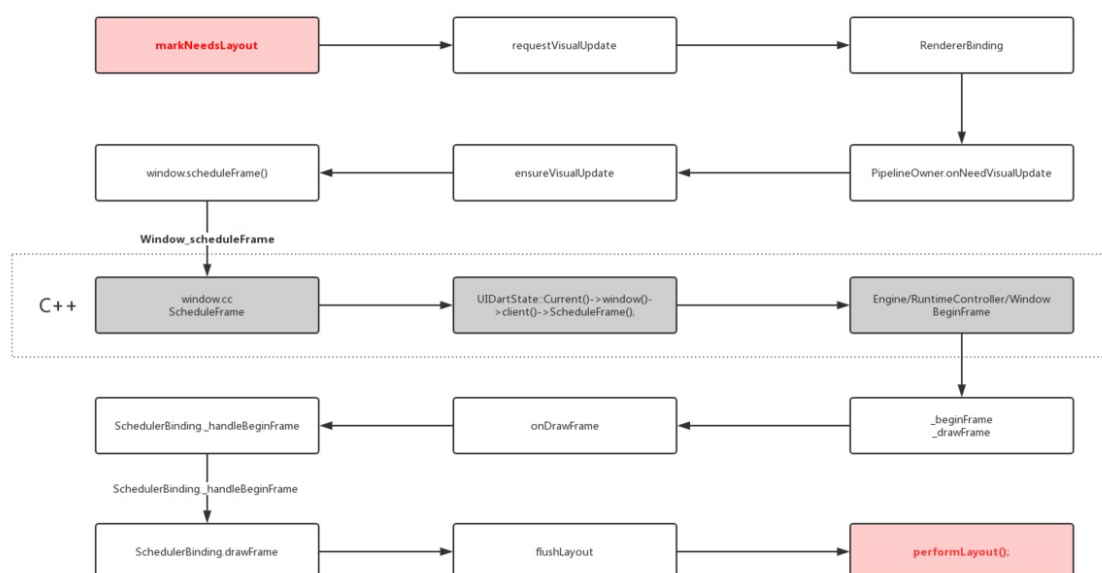 markNeedsLayout
requestVisualUpdate
RendererBinding
window.scheduleFrame()
ensureVisualUpdate
PipelineOwner.onNeedVisualUpdate
Window_scheduleFrame
C++
window.cc
ScheduleFrame
UIDartState::Current()->window()-
>client()->ScheduleFrame();
Engine/RuntimeController/Window
BeginFrame
SchedulerBinding._handleBeginFrame
onDrawFrame
_beginFrame
_drawFrame
SchedulerBinding._handleBeginFrame
SchedulerBinding.drawFrame
flushLayout
performLayout();